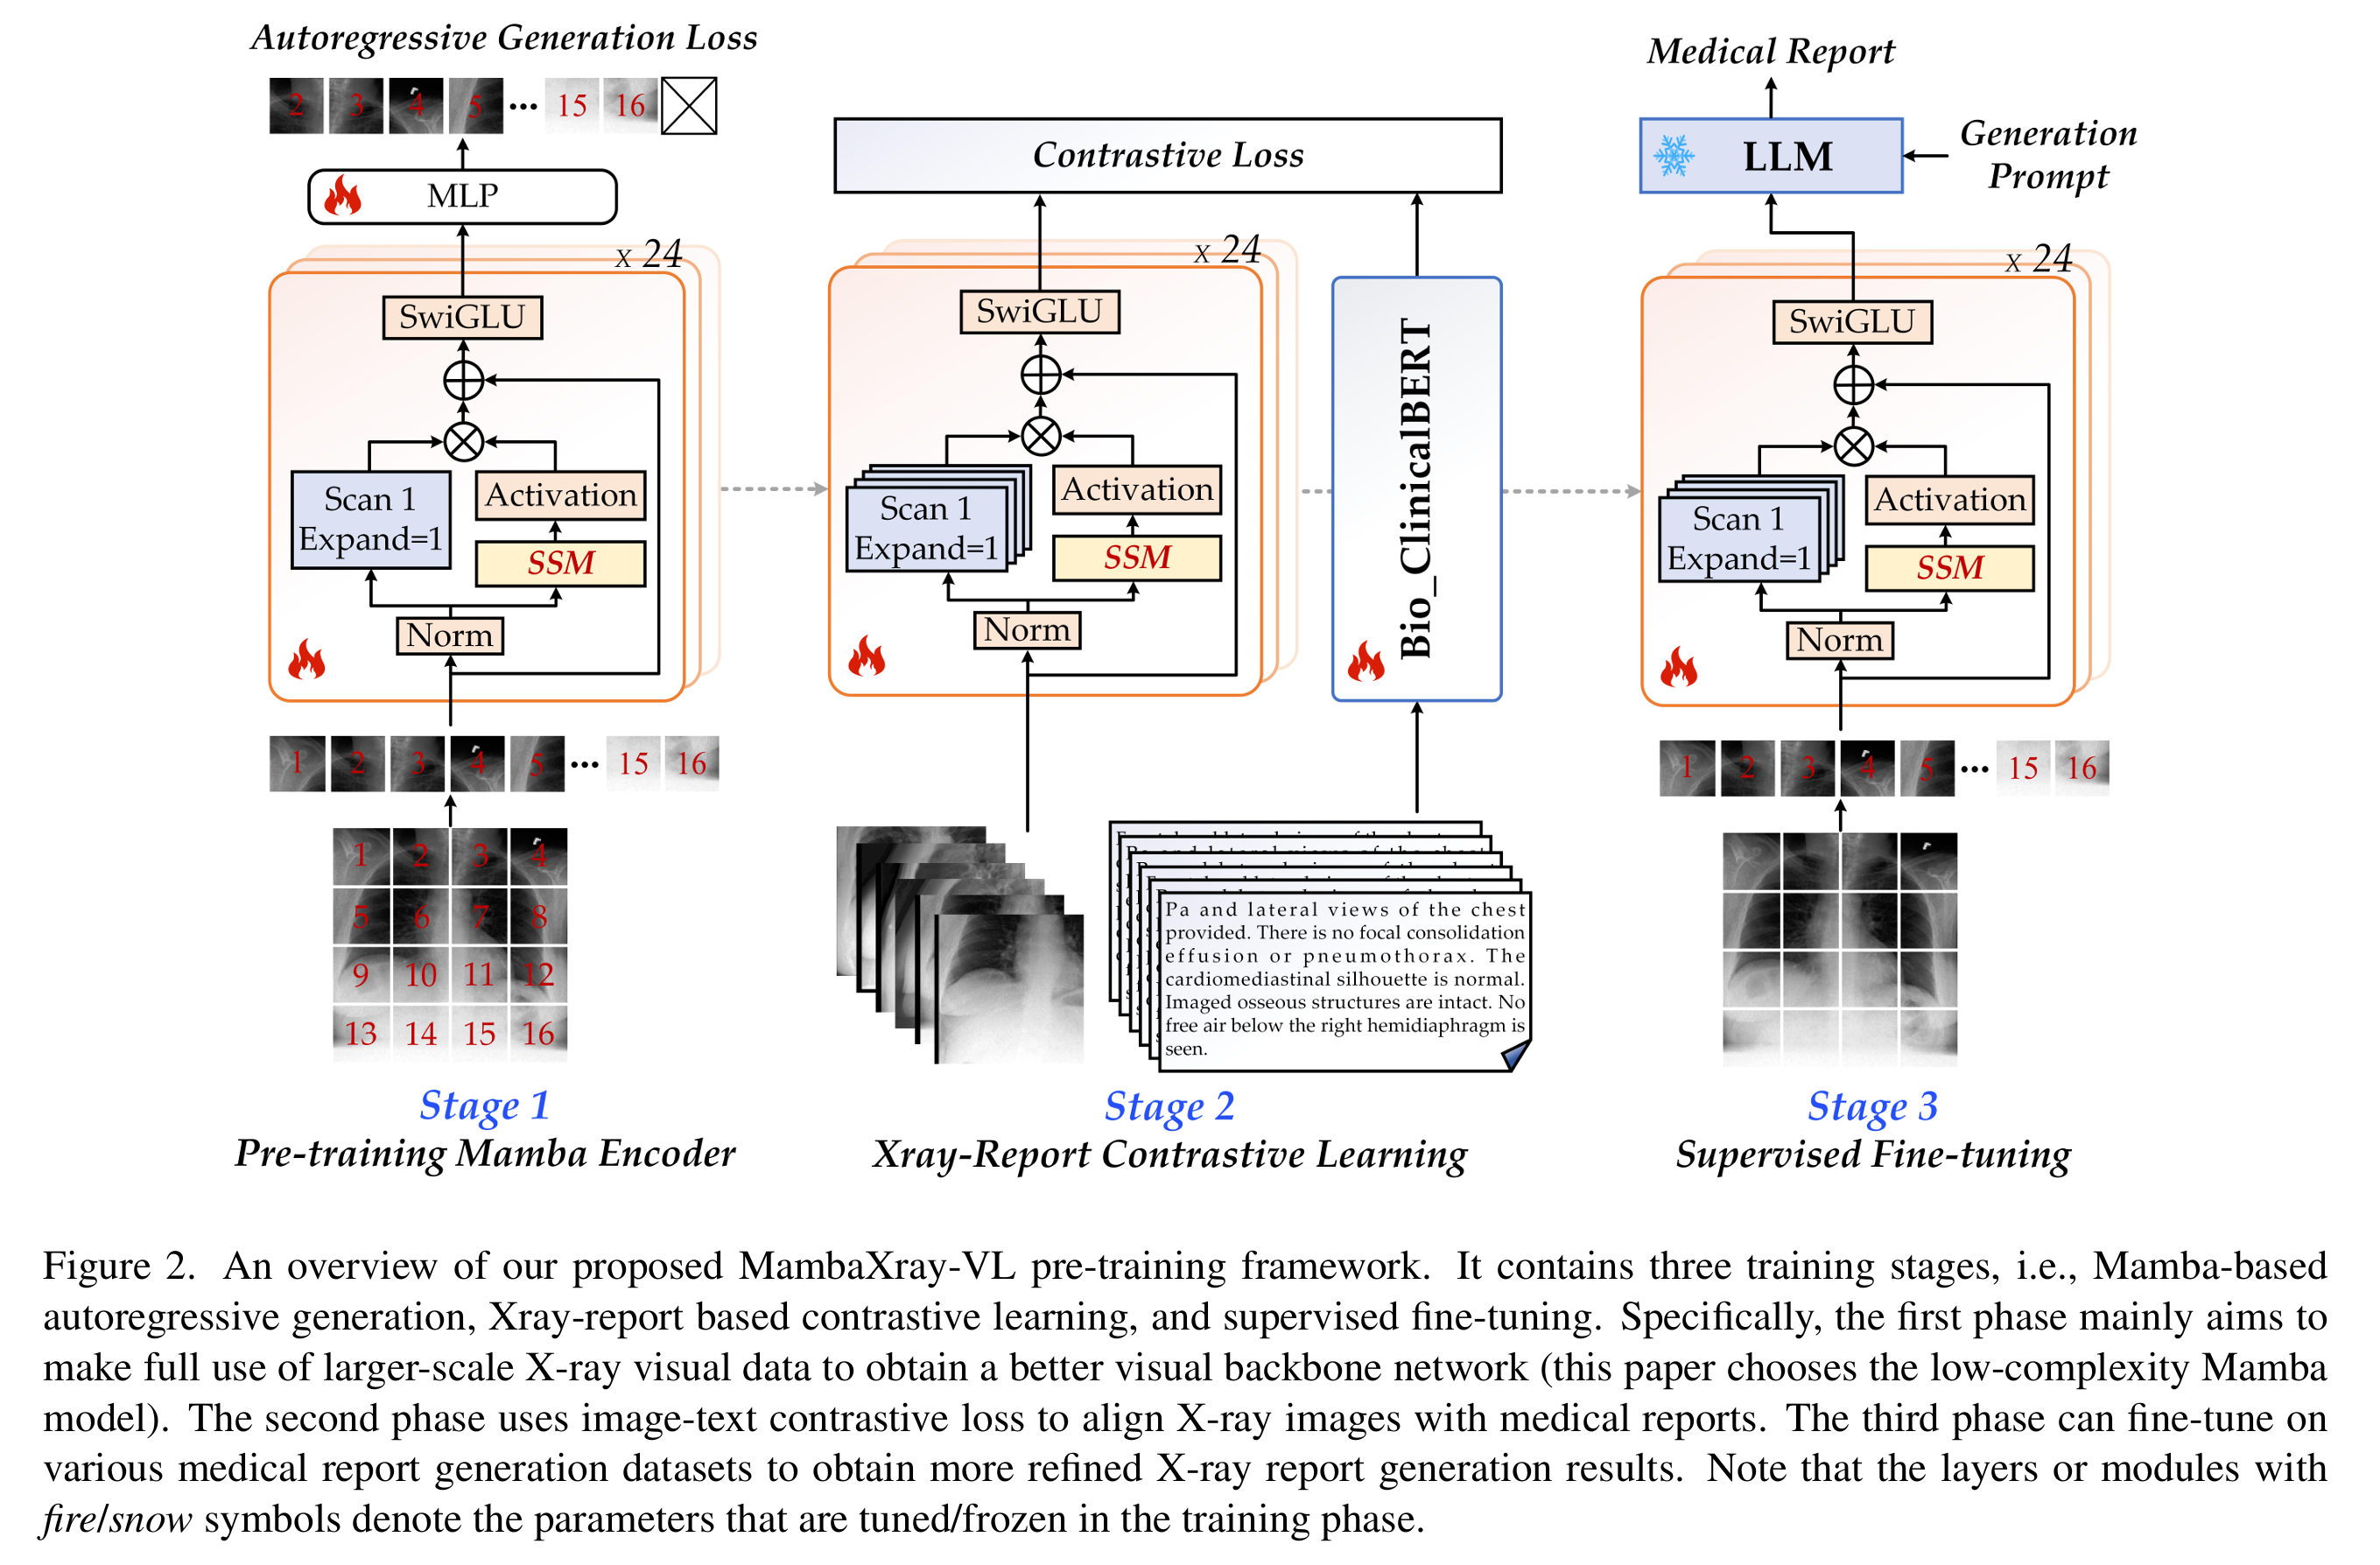 Autoregressive Generation Loss
2 3 4 5 ... 15 16
MLP
x 24
SwiGLU
Scan 1
Expand=1
Activation
SSM
Norm
1 2 3 4 5 ... 15 16
1 2 3 4
5 6 7 8
9 10 11 12
13 14 15 16
Stage 1
Pre-training Mamba Encoder
Contrastive Loss
x 24
SwiGLU
Scan 1
Expand=1
Activation
SSM
Norm
Bio_ClinicalBERT
Pa and lateral views of the chest
provided. There is no focal consolidation
effusion or pneumothorax. The
cardiomediastinal silhouette is normal.
Imaged osseous structures are intact. No
free air below the right hemidiaphragm is
seen.
Stage 2
Xray-Report Contrastive Learning
Medical Report
LLM
Generation
Prompt
x 24
SwiGLU
Scan 1
Expand=1
Activation
SSM
Norm
1 2 3 4 5 ... 15 16
Stage 3
Supervised Fine-tuning
Figure 2. An overview of our proposed MambaXray-VL pre-training framework. It contains three training stages, i.e., Mamba-based
autoregressive generation, Xray-report based contrastive learning, and supervised fine-tuning. Specifically, the first phase mainly aims to
make full use of larger-scale X-ray visual data to obtain a better visual backbone network (this paper chooses the low-complexity Mamba
model). The second phase uses image-text contrastive loss to align X-ray images with medical reports. The third phase can fine-tune on
various medical report generation datasets to obtain more refined X-ray report generation results. Note that the layers or modules with
fire/snow symbols denote the parameters that are tuned/frozen in the training phase.